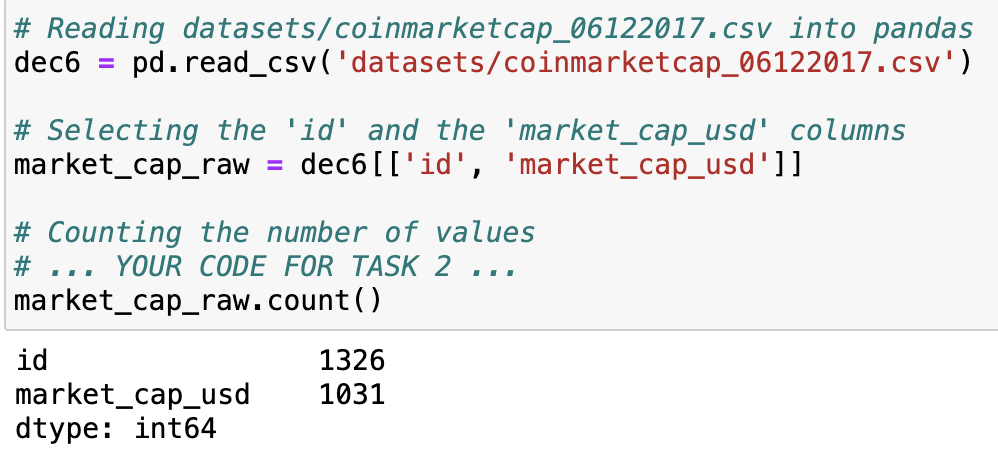 # Reading datasets/coinmarketcap_06122017.csv into pandas
dec6 = pd.read_csv('datasets/coinmarketcap_06122017.csv')
# Selecting the 'id' and the 'market_cap_usd' columns
market_cap_raw = dec6[['id', 'market_cap_usd']]
# Counting the number of values
# ... YOUR CODE FOR TASK 2 ...
market_cap_raw.count()
id 1326
market_cap_usd 1031
dtype: int64